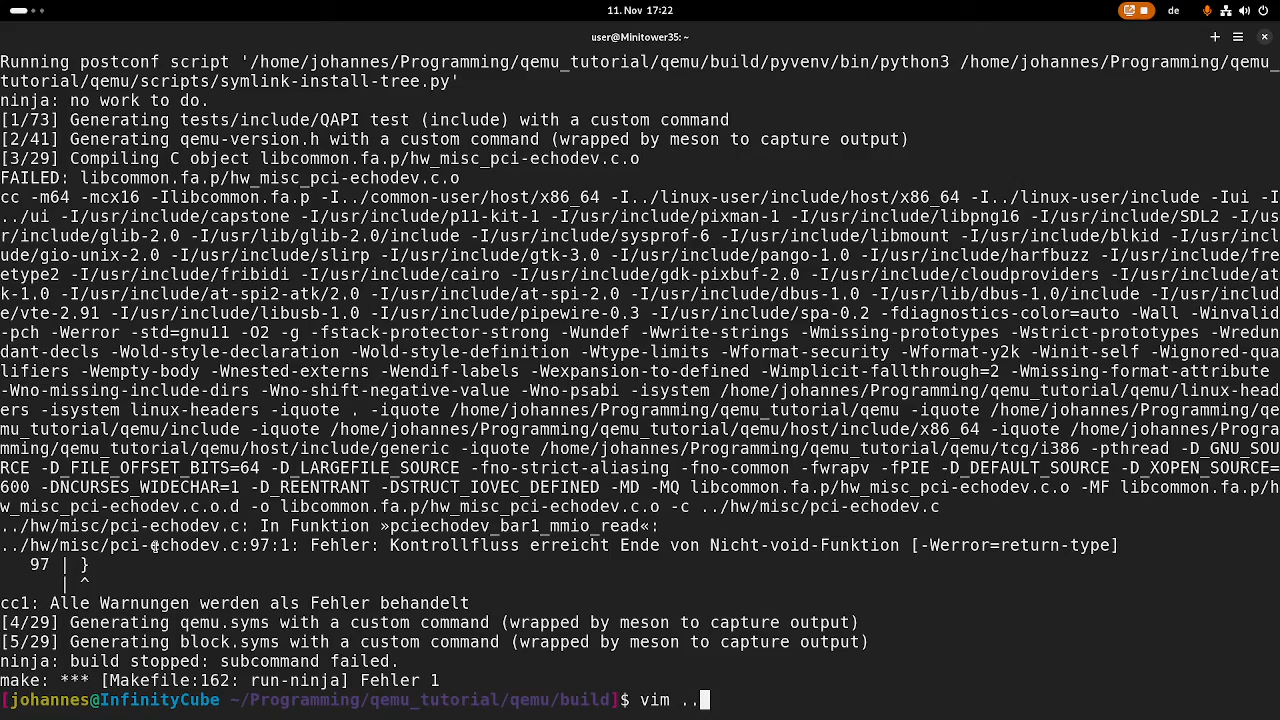 11. Nov 17:22
de
user@Minitower35: ~
Running postconf script '/home/johannes/Programming/qemu_tutorial/qemu/build/pyvenv/bin/python3 /home/johannes/Programming/qemu_
tutorial/qemu/scripts/symlink-install-tree.py'
ninja: no work to do.
[1/73] Generating tests/include/QAPI test (include) with a custom command
[2/41] Generating qemu-version.h with a custom command (wrapped by meson to capture output)
[3/29] Compiling C object libcommon.fa.p/hw_misc_pci-echodev.c.o
FAILED: libcommon.fa.p/hw_misc_pci-echodev.c.o
cc -m64 -mcx16 -Ilibcommon.fa.p -I../common-user/host/x86_64 -I../linux-user/include/host/x86_64 -I../linux-user/include -Iui -I
../ui -I/usr/include/capstone -I/usr/include/p11-kit-1 -I/usr/include/pixman-1 -I/usr/include/libpng16 -I/usr/include/SDL2 -I/us
r/include/glib-2.0 -I/usr/lib/glib-2.0/include -I/usr/include/sysprof-6 -I/usr/include/libmount -I/usr/include/blkid -I/usr/incl
ude/gio-unix-2.0 -I/usr/include/slirp -I/usr/include/gtk-3.0 -I/usr/include/pango-1.0 -I/usr/include/harfbuzz -I/usr/include/fre
etype2 -I/usr/include/fribidi -I/usr/include/cairo -I/usr/include/gdk-pixbuf-2.0 -I/usr/include/cloudproviders -I/usr/include/at
k-1.0 -I/usr/include/at-spi2-atk/2.0 -I/usr/include/at-spi-2.0 -I/usr/include/dbus-1.0 -I/usr/lib/dbus-1.0/include -I/usr/includ
e/vte-2.91 -I/usr/include/libusb-1.0 -I/usr/include/pipewire-0.3 -I/usr/include/spa-0.2 -fdiagnostics-color=auto -Wall -Winvalid
-pch -Werror -std=gnu11 -O2 -g -fstack-protector-strong -Wundef -Wwrite-strings -Wmissing-prototypes -Wstrict-prototypes -Wredun
dant-decls -Wold-style-declaration -Wold-style-definition -Wtype-limits -Wformat-security -Wformat-y2k -Winit-self -Wignored-qua
lifiers -Wempty-body -Wnested-externs -Wendif-labels -Wexpansion-to-defined -Wimplicit-fallthrough=2 -Wmissing-format-attribute
-Wno-missing-include-dirs -Wno-shift-negative-value -Wno-psabi -isystem /home/johannes/Programming/qemu_tutorial/qemu/linux-head
ers -isystem linux-headers -iquote . -iquote /home/johannes/Programming/qemu_tutorial/qemu -iquote /home/johannes/Programming/qe
mu_tutorial/qemu/include -iquote /home/johannes/Programming/qemu_tutorial/qemu/host/include/x86_64 -iquote /home/johannes/Progra
mming/qemu_tutorial/qemu/host/include/generic -iquote /home/johannes/Programming/qemu_tutorial/qemu/tcg/i386 -pthread -D_GNU_SOU
RCE -D_FILE_OFFSET_BITS=64 -D_LARGEFILE_SOURCE -fno-strict-aliasing -fno-common -fwrapv -fPIE -D_DEFAULT_SOURCE -D_XOPEN_SOURCE=
600 -DNCURSES_WIDECHAR=1 -D_REENTRANT -DSTRUCT_IOVEC_DEFINED -MD -MQ libcommon.fa.p/hw_misc_pci-echodev.c.o -MF libcommon.fa.p/h
w_misc_pci-echodev.c.o.d -o libcommon.fa.p/hw_misc_pci-echodev.c.o -c ../hw/misc/pci-echodev.c
../hw/misc/pci-echodev.c: In Funktion »pciechodev_bar1_mmio_read«:
../hw/misc/pci-echodev.c:97:1: Fehler: Kontrollfluss erreicht Ende von Nicht-void-Funktion [-Werror=return-type]
97 | }
| ^
cc1: Alle Warnungen werden als Fehler behandelt
[4/29] Generating qemu.syms with a custom command (wrapped by meson to capture output)
[5/29] Generating block.syms with a custom command (wrapped by meson to capture output)
ninja: build stopped: subcommand failed.
make: *** [Makefile:162: run-ninja] Fehler 1
[johannes@InfinityCube ~/Programming/qemu_tutorial/qemu/build]$ vim ..